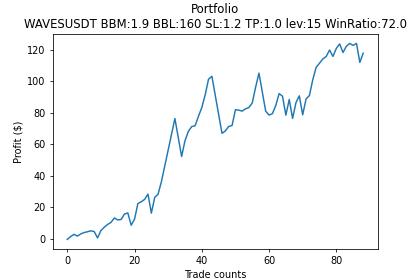 Portfolio
WAVESUSDT BBM:1.9 BBL:160 SL:1.2 TP:1.0 lev:15 WinRatio:72.0
120
100
80
60
40
20
0
Profit ($)
0 20 40 60 80
Trade counts